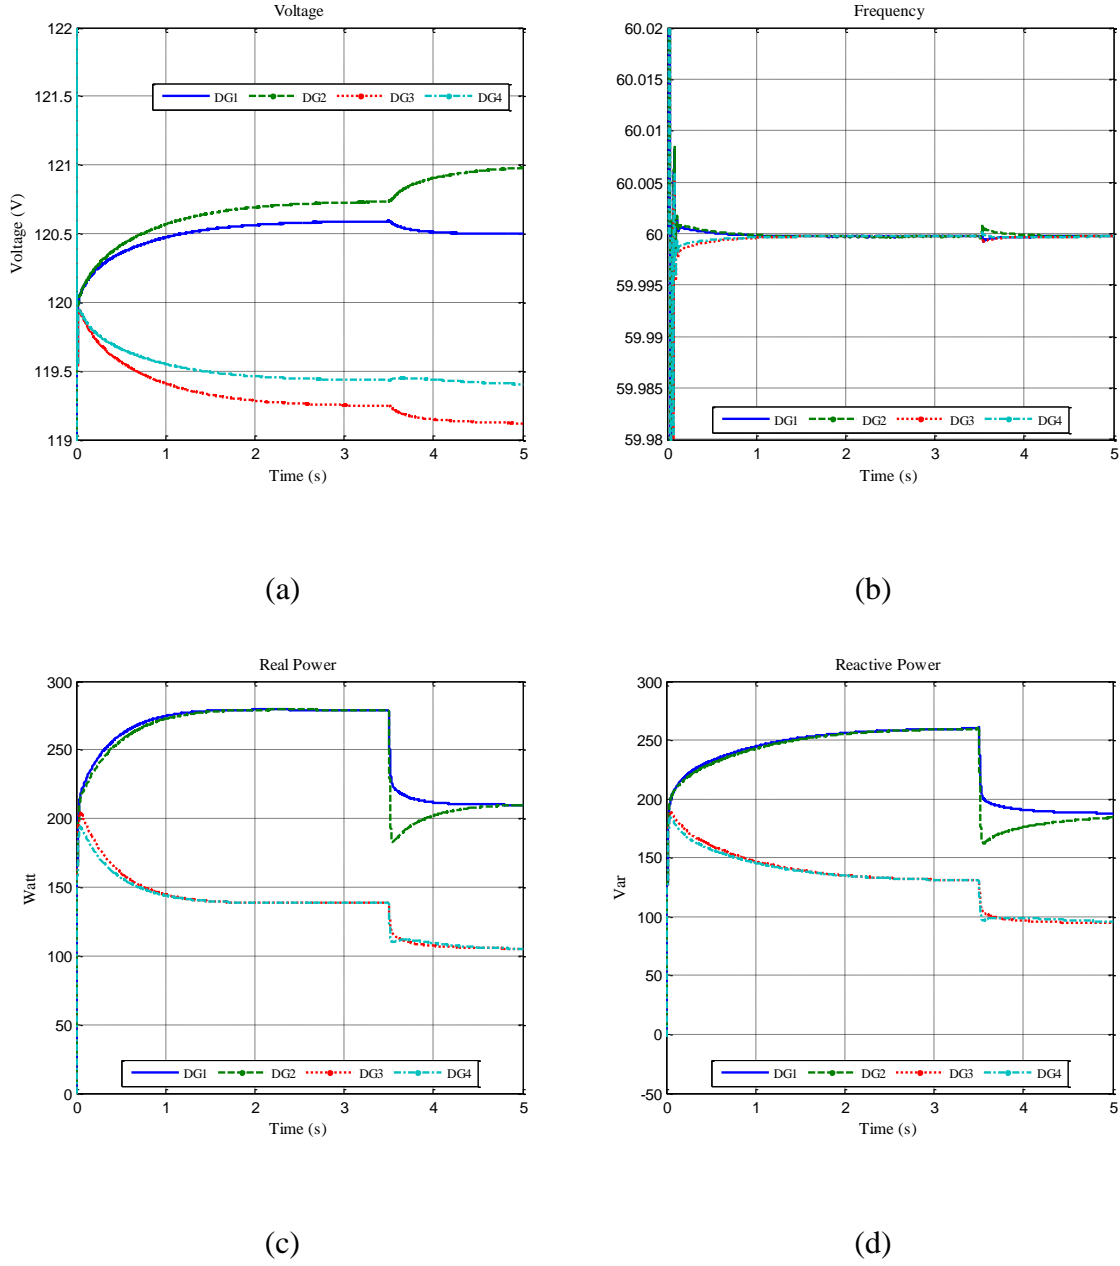 Voltage
Voltage (V)
122
121.5
121
120.5
120
119.5
119
DG1 DG2 DG3 DG4
0 1 2 3 4 5
Time (s)
(a)
Frequency
60.02
60.015
60.01
60.005
60
59.995
59.99
59.985
59.98
DG1 DG2 DG3 DG4
0 1 2 3 4 5
Time (s)
(b)
Real Power
Watt
300
250
200
150
100
50
0
DG1 DG2 DG3 DG4
0 1 2 3 4 5
Time (s)
(c)
Reactive Power
Var
300
250
200
150
100
50
0
-50
DG1 DG2 DG3 DG4
0 1 2 3 4 5
Time (s)
(d)